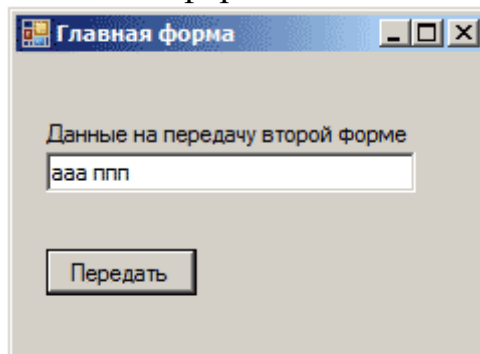 Главная форма
Данные на передачу второй форме
ааа ппп
Передать